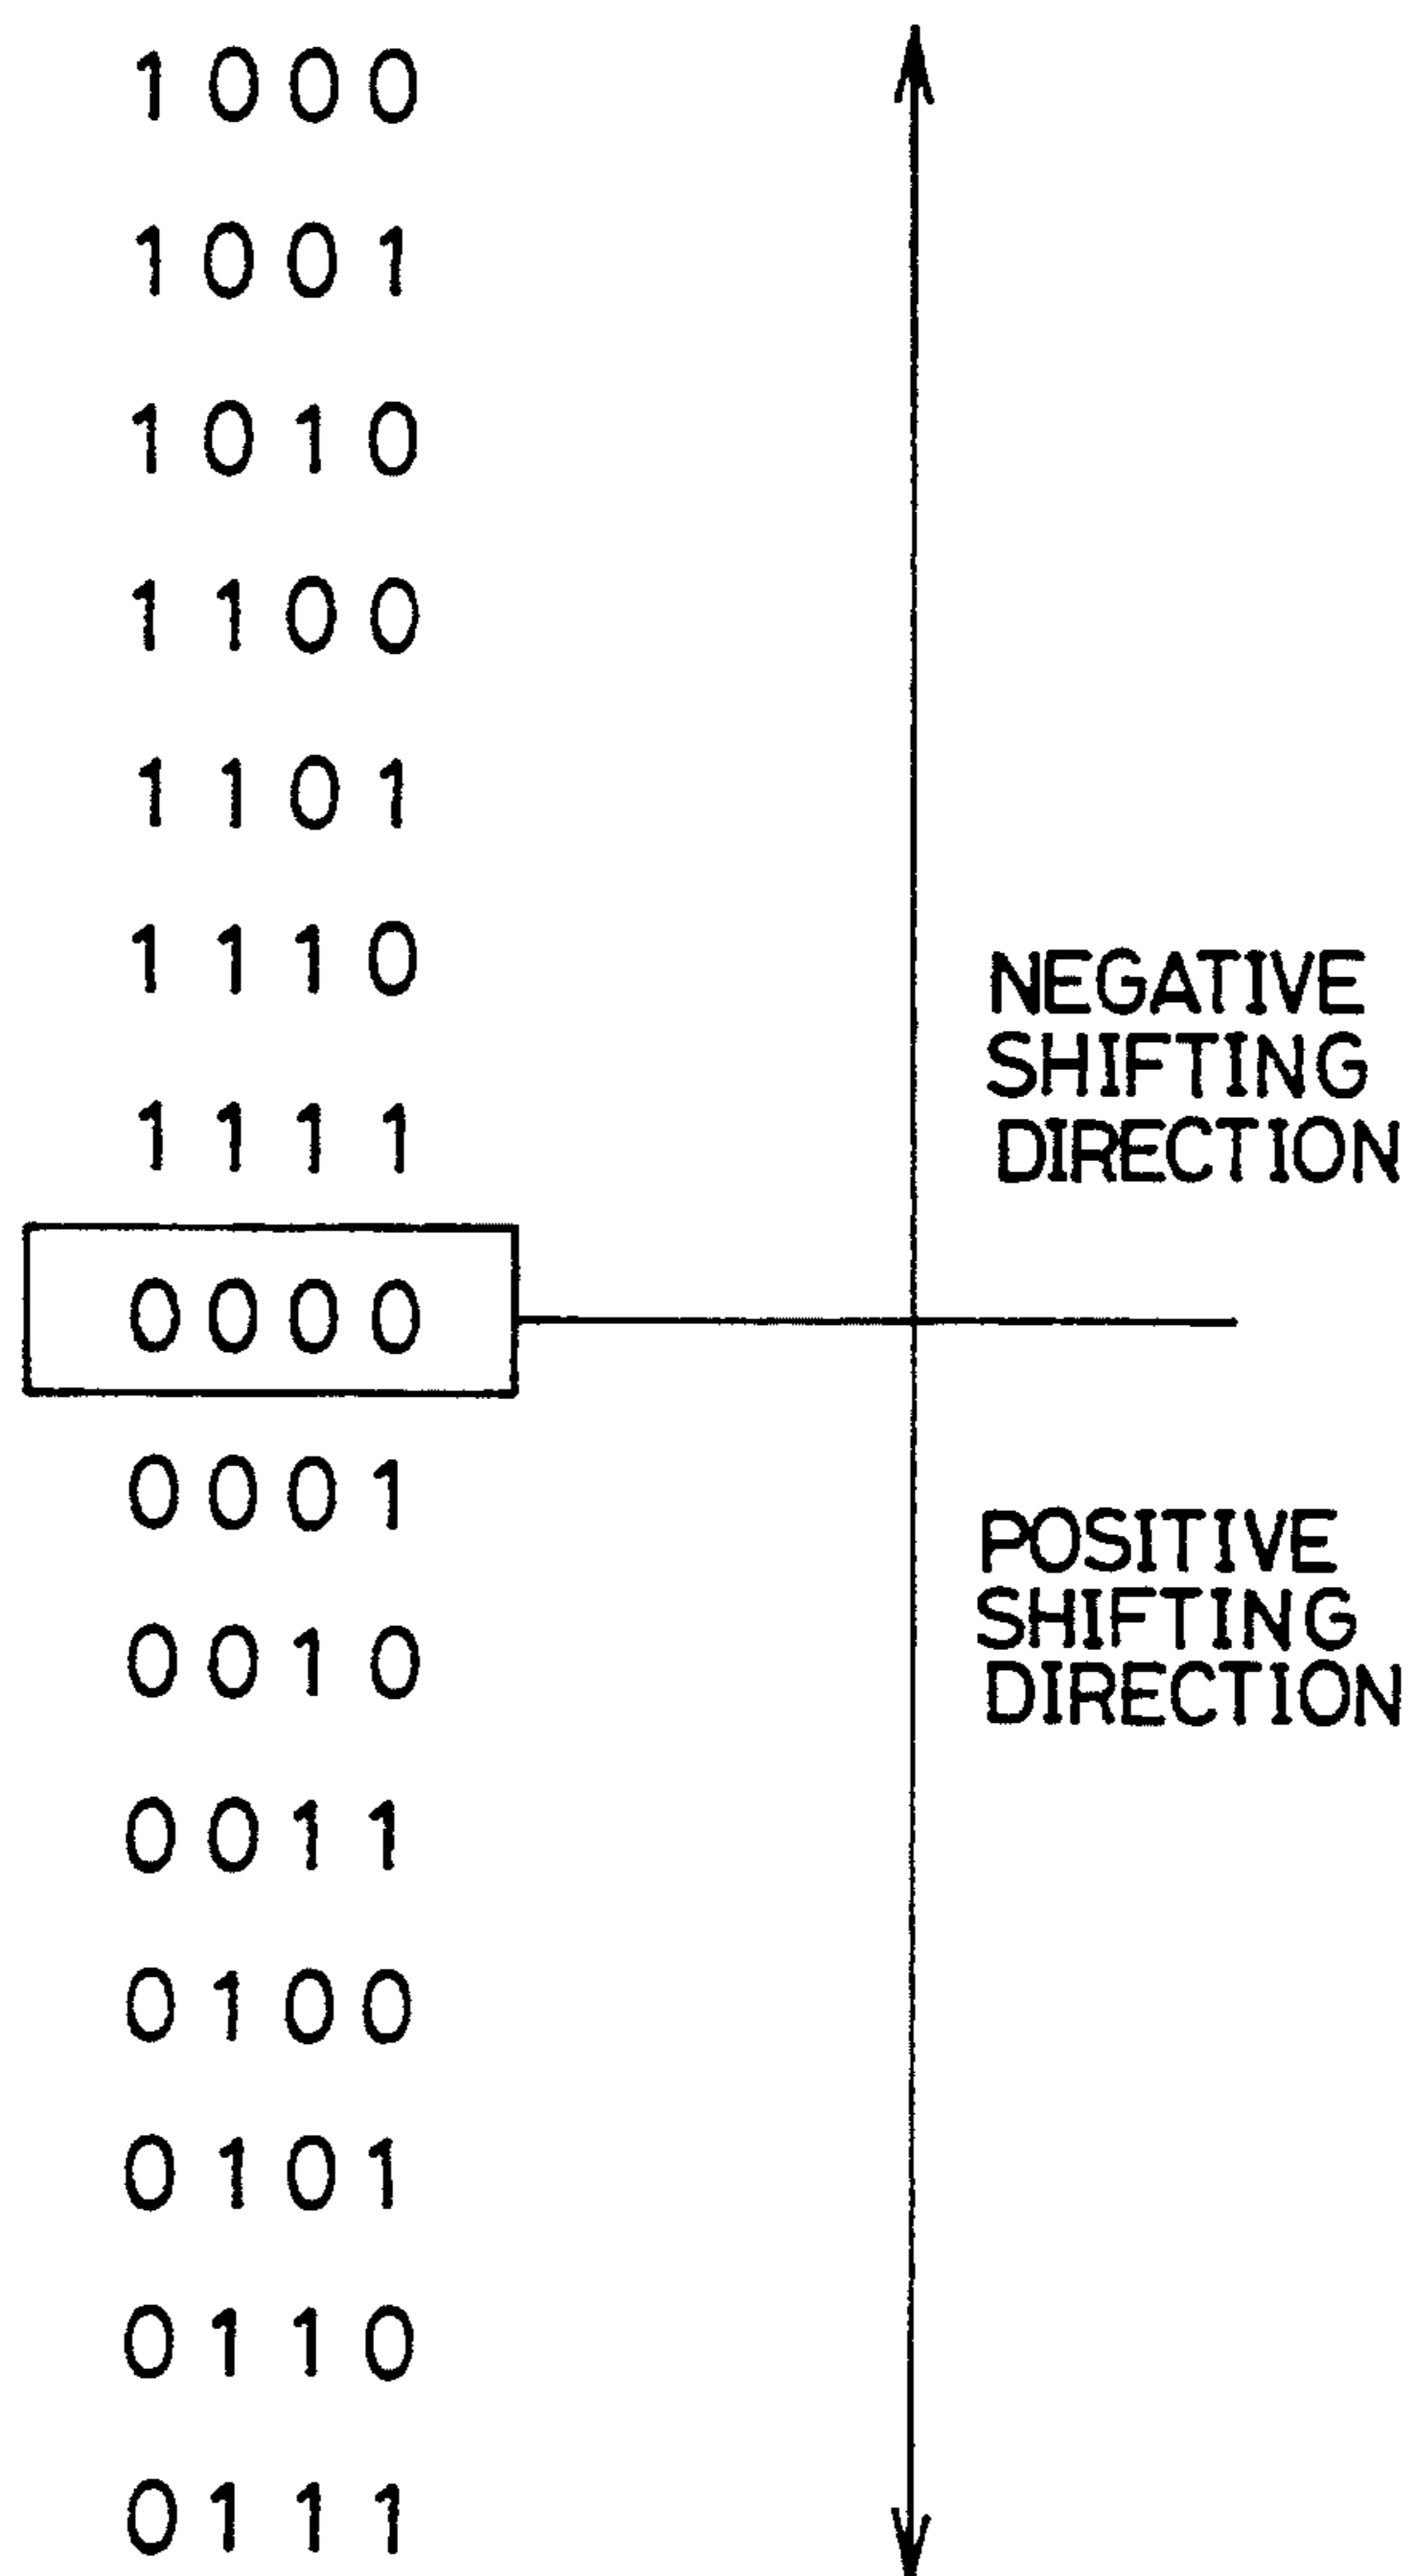 1000
1001
1010
1100
1101
1110
1111
0000
0001
0010
0011
0100
0101
0110
0111
NEGATIVE
SHIFTING
DIRECTION
POSITIVE
SHIFTING
DIRECTION